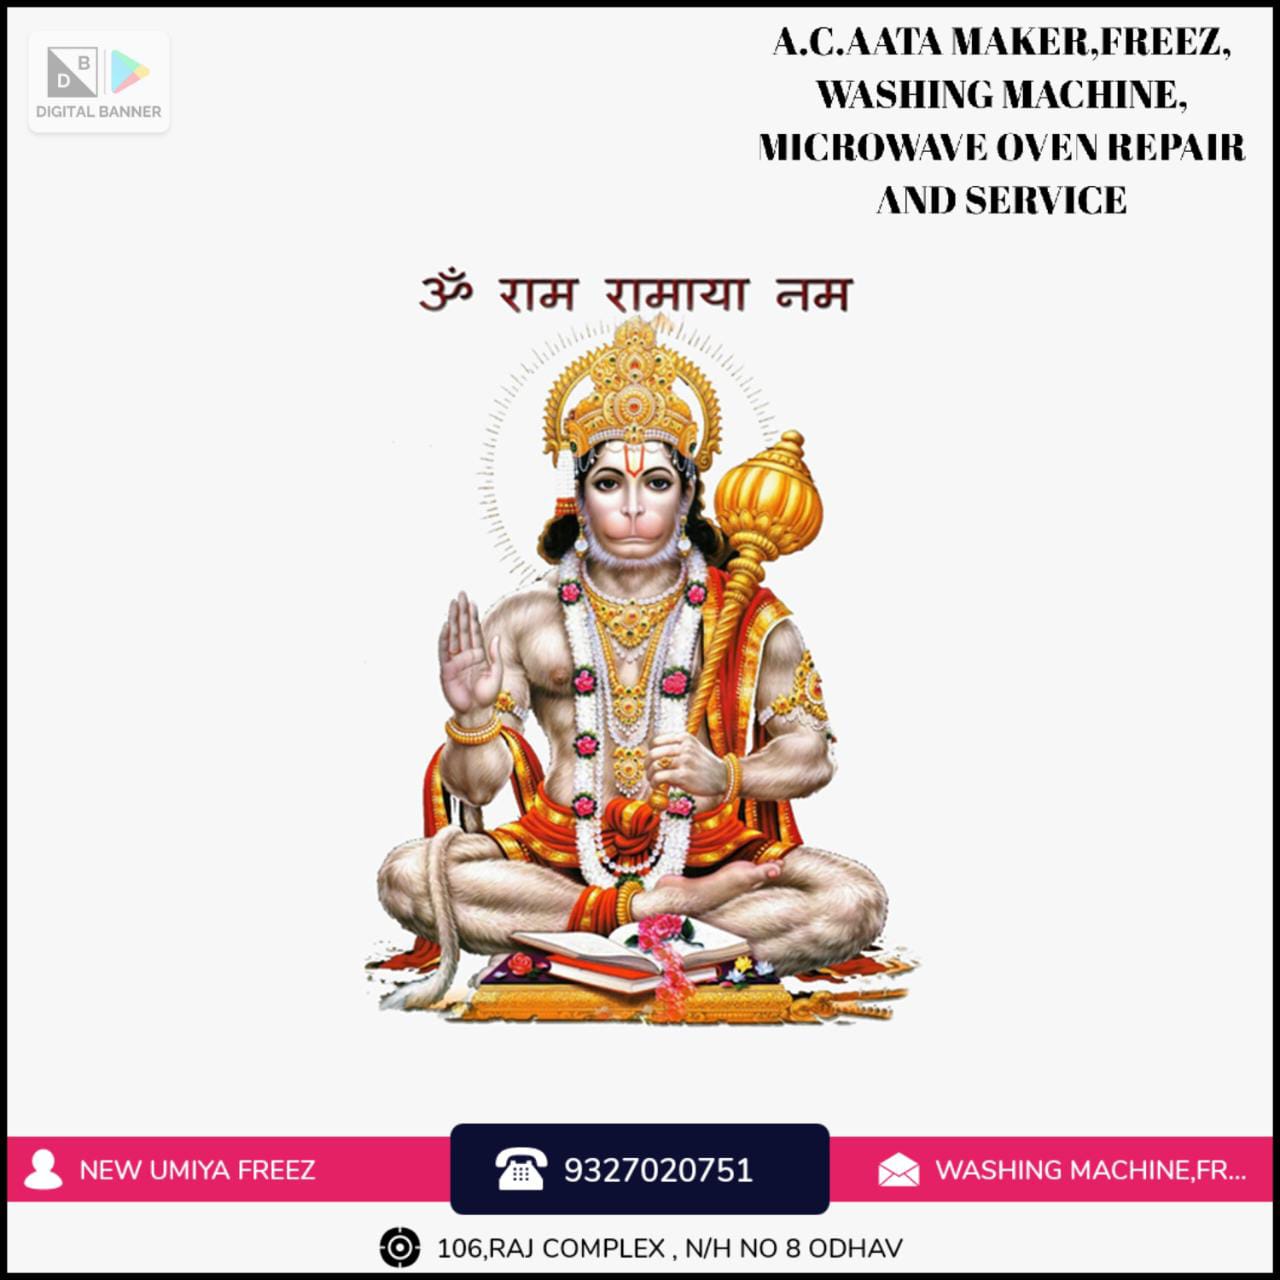 DB
DIGITAL BANNER
A.C.AATA MAKER,FREEZ,
WASHING MACHINE,
MICROWAVE OVEN REPAIR
AND SERVICE
ॐ राम रामाया नम
NEW UMIYA FREEZ
9327020751
WASHING MACHINE,FR...
106,RAJ COMPLEX , N/H NO 8 ODHAV